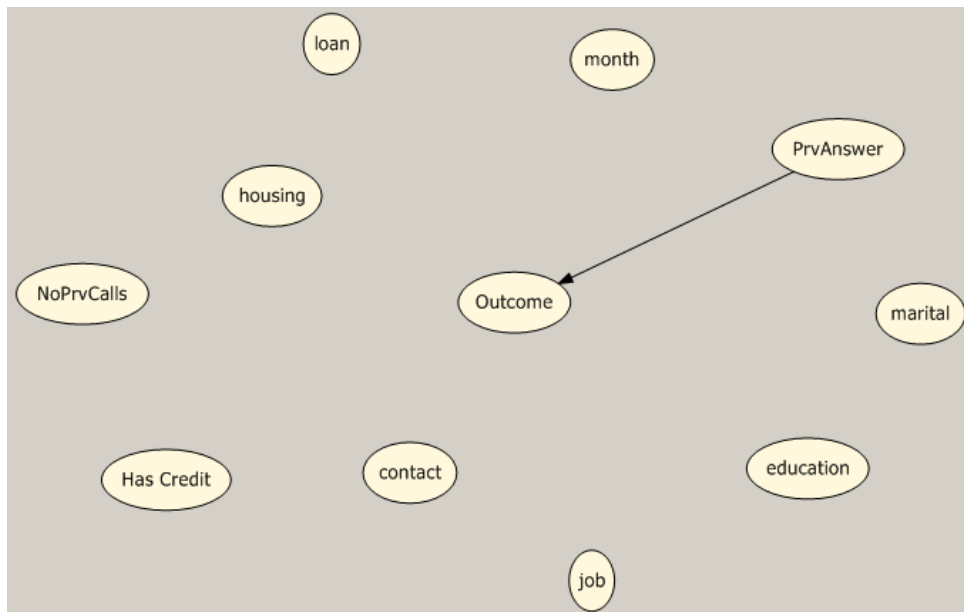 loan
month
PrvAnswer
housing
NoPrvCalls
Outcome
marital
Has Credit
contact
education
job